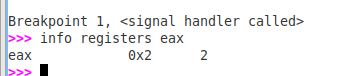 Breakpoint 1, <signal handler called>
>>> info registers eax
eax            0x2      2
>>>